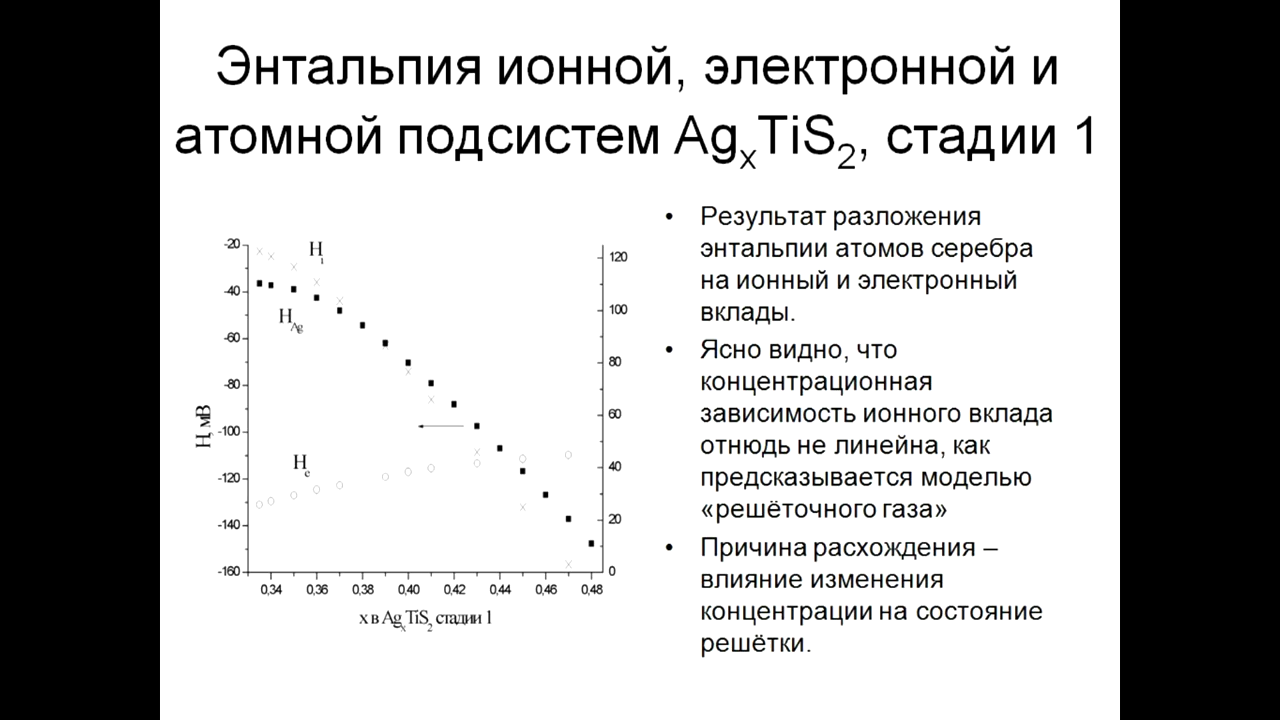 Энтальпия ионной, электронной и
атомной подсистем AgxTiS2, стадии 1
• Результат разложения
энтальпии атомов серебра
на ионный и электронный
вклады.
• Ясно видно, что
концентрационная
зависимость ионного вклада
отнюдь не линейна, как
предсказывается моделью
«решёточного газа»
• Причина расхождения –
влияние изменения
концентрации на состояние
решётки.
Hi
HAg
He
H, мВ
-20
-40
-60
-80
-100
-120
-140
-160
120
100
80
60
40
20
0
0,34 0,36 0,38 0,40 0,42 0,44 0,46 0,48
x в AgxTiS2 стадии 1